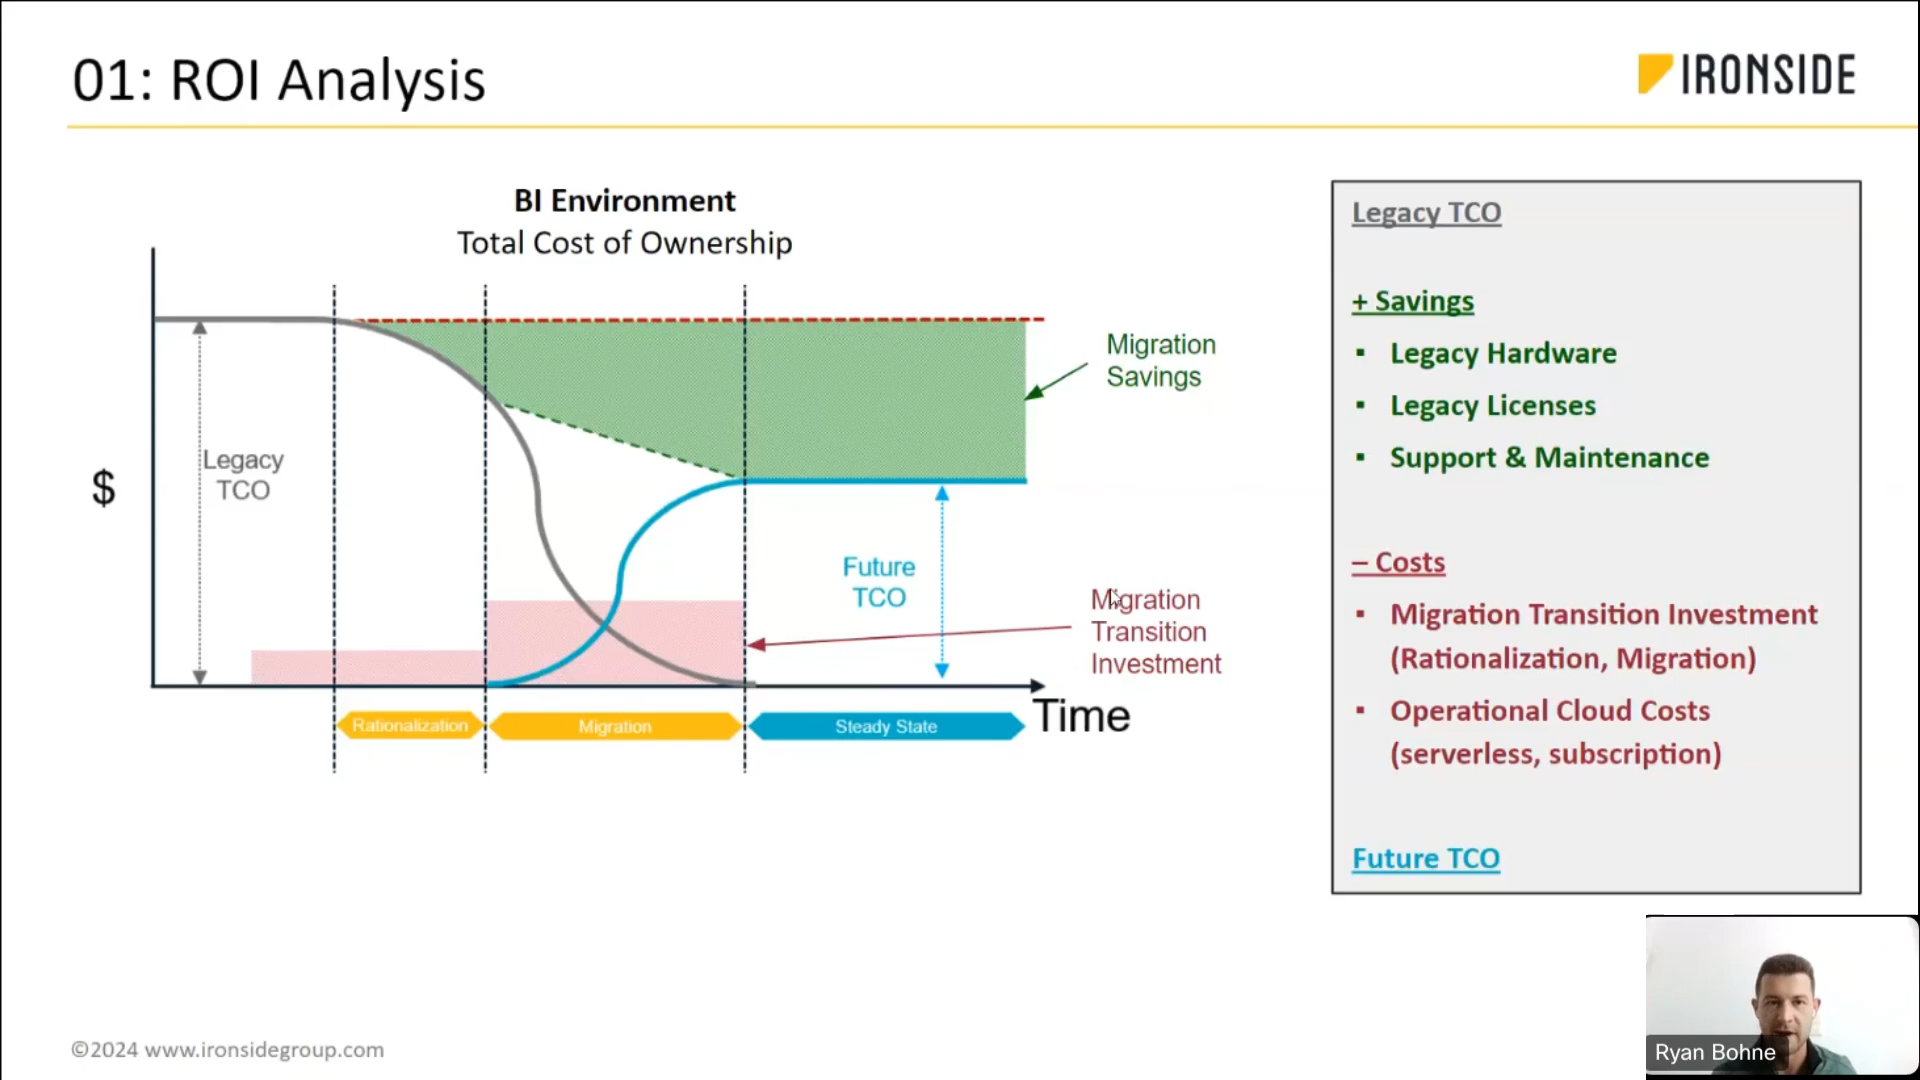 01: ROI Analysis
IRONSIDE
BI Environment
Total Cost of Ownership
$
Legacy
TCO
Migration
Savings
Future
TCO
Migration
Transition
Investment
Rationalization
Migration
Steady State
Time
Legacy TCO
+ Savings
▪ Legacy Hardware
▪ Legacy Licenses
▪ Support & Maintenance
– Costs
▪ Migration Transition Investment
(Rationalization, Migration)
▪ Operational Cloud Costs
(serverless, subscription)
Future TCO
©2024 www.ironsidegroup.com
Ryan Bohne